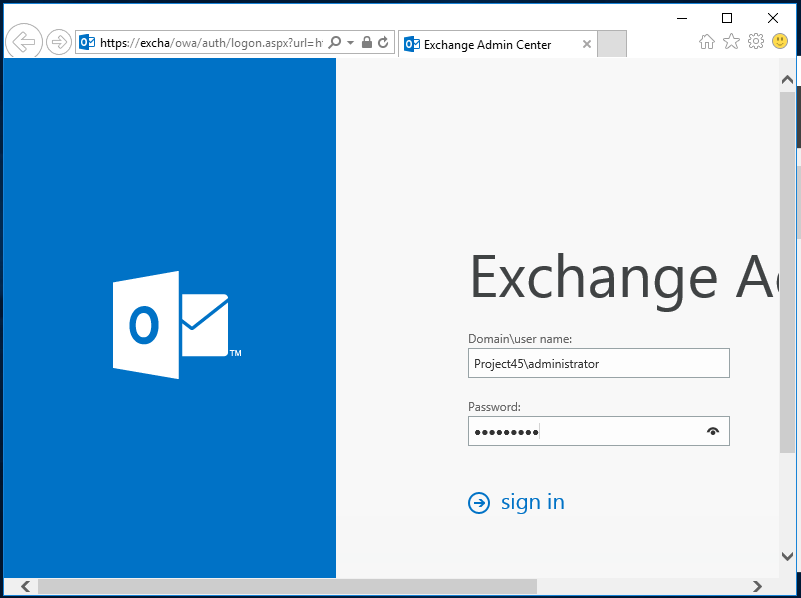 https://excha/owa/auth/logon.aspx?url=h
Exchange Admin Center
Exchange A
Domain\user name:
Project45\administrator
Password:
sign in
TM